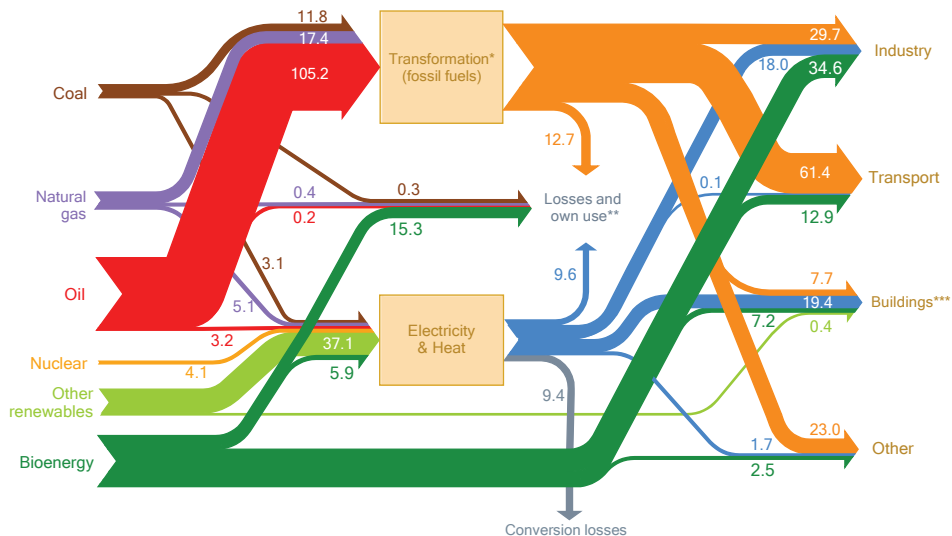 11.8
17.4
105.2
Transformation*
(fossil fuels)
29.7
18.0
34.6
Industry
Coal
12.7
Natural
gas
0.4
0.3
0.2
15.3
Losses and
own use**
0.1
61.4
12.9
Transport
Oil
3.1
5.1
9.6
7.7
19.4
7.2
0.4
Buildings***
Nuclear
3.2
4.1
37.1
5.9
Electricity
& Heat
9.4
Other
renewables
Bioenergy
23.0
1.7
2.5
Other
Conversion losses